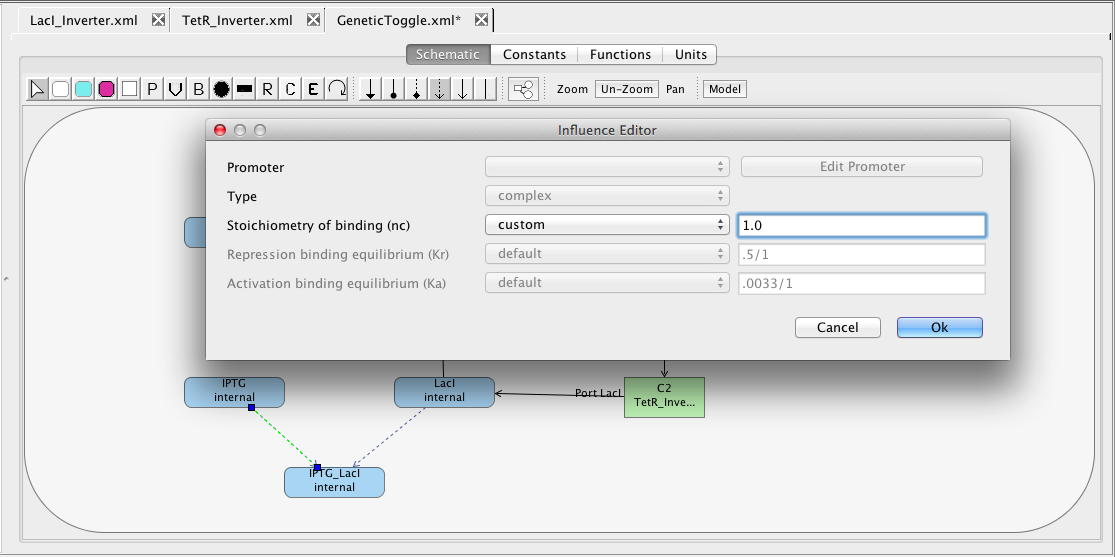 LacI_Inverter.xml TetR_Inverter.xml GeneticToggle.xml*
Schematic Constants Functions Units
P V B R C E Zoom Un-Zoom Pan Model
Influence Editor
Promoter Edit Promoter
Type complex
Stoichiometry of binding (nc) custom 1.0
Repression binding equilibrium (Kr) default .5/1
Activation binding equilibrium (Ka) default .0033/1
Cancel Ok
IPTG
internal
LacI
internal
Port LacI
C2
TetR_Inve...
IPTG_LacI
internal